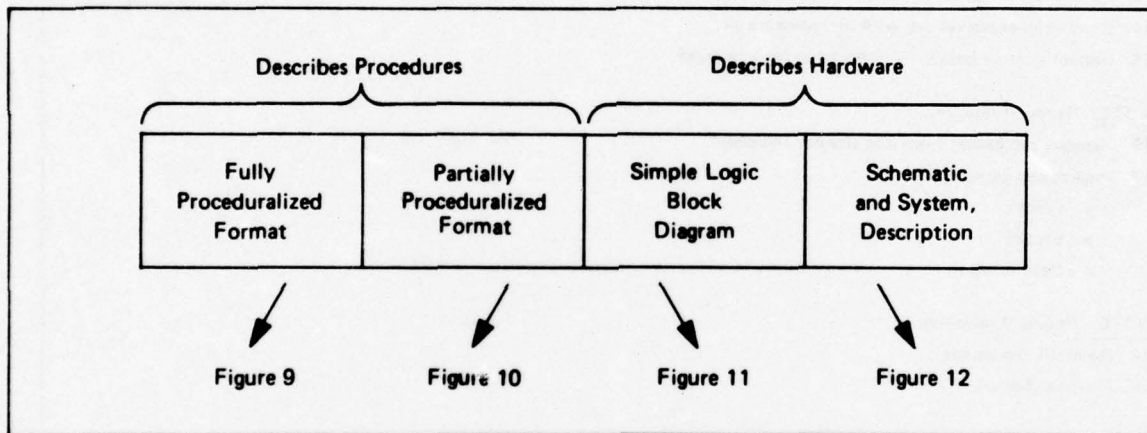 Describes Procedures
Describes Hardware
Fully
Proceduralized
Format
Partially
Proceduralized
Format
Simple Logic
Block
Diagram
Schematic
and System,
Description
Figure 9
Figure 10
Figure 11
Figure 12